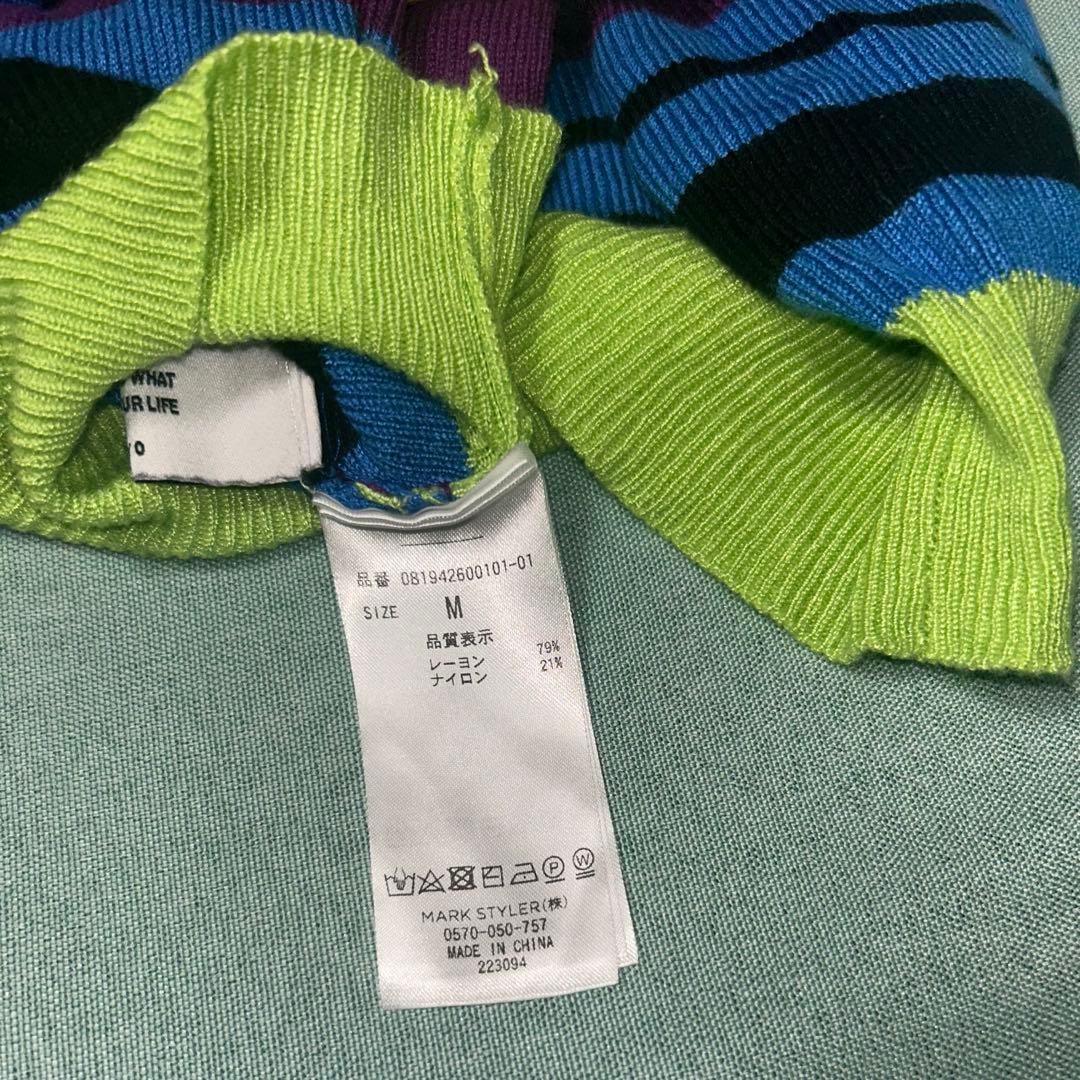 WHAT
UR LIFE
O
品番 081942600101-01
SIZE M
品質表示
レーヨン 79%
ナイロン 21%
P W
MARK STYLER(株)
0570-050-757
MADE IN CHINA
223094